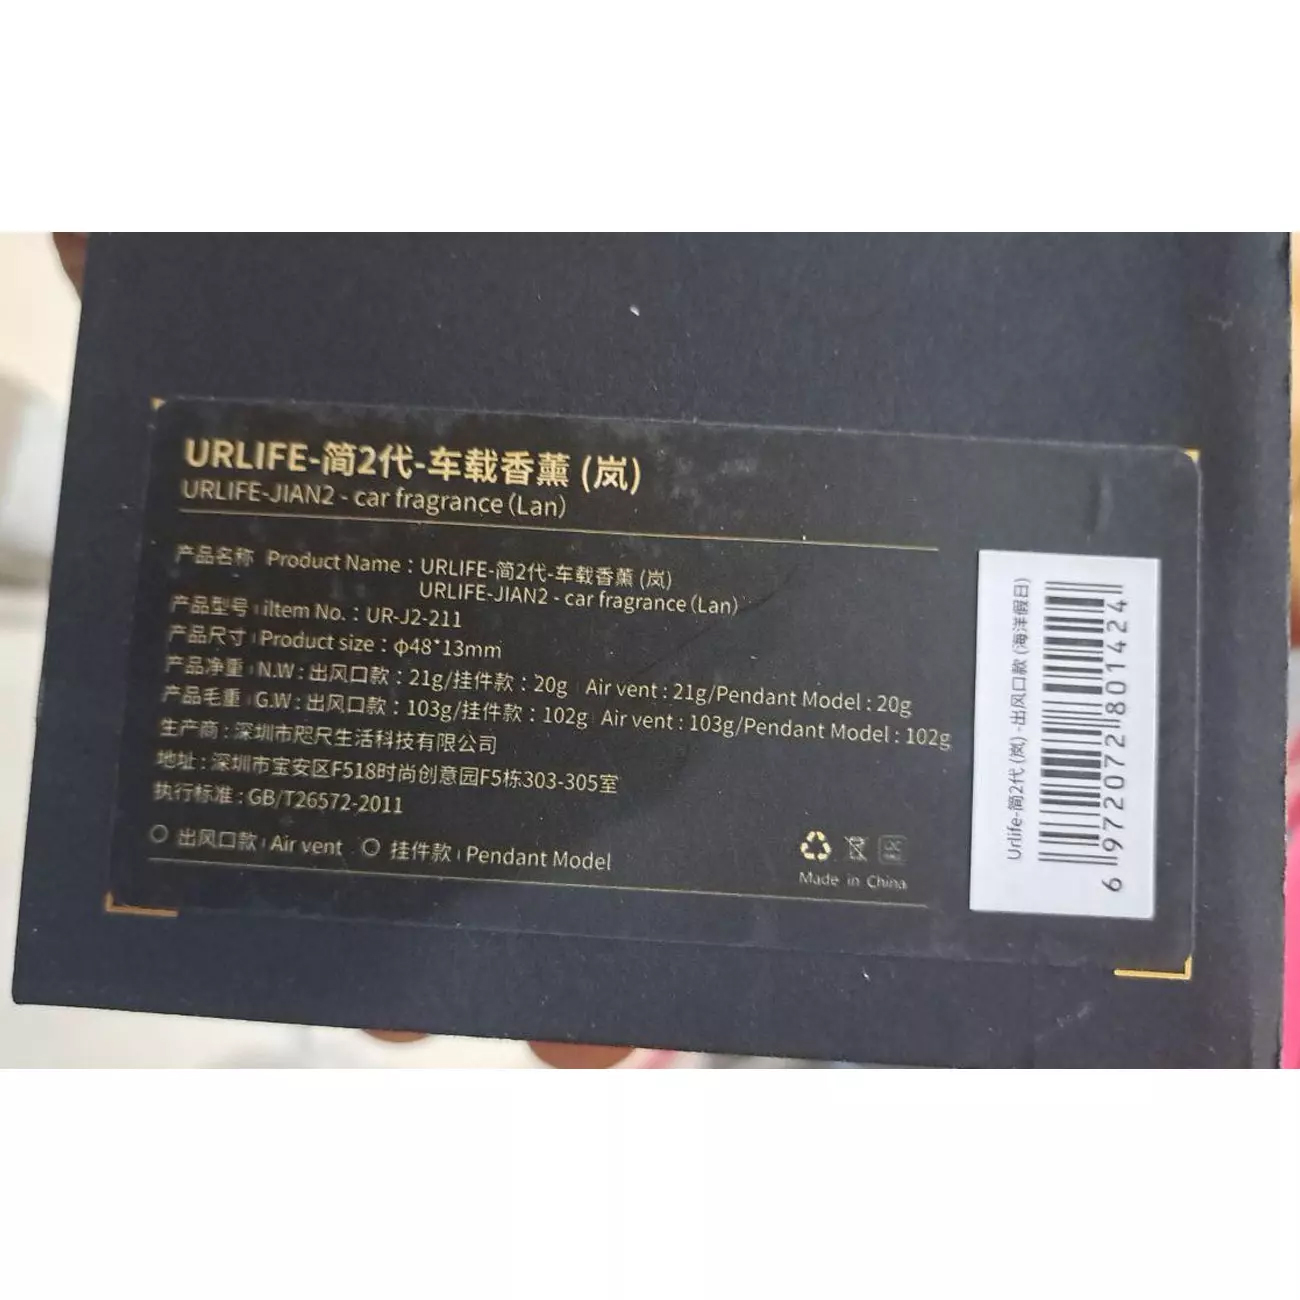 URLIFE-简2代-车载香薰 (岚)
URLIFE-JIAN2 - car fragrance (Lan)
产品名称 Product Name : URLIFE-简2代-车载香薰 (岚)
URLIFE-JIAN2 - car fragrance (Lan)
产品型号 | iItem No. : UR-J2-211
产品尺寸 | Product size : φ48*13mm
产品净重 | N.W : 出风口款 : 21g/挂件款 : 20g | Air vent : 21g/Pendant Model : 20g
产品毛重 | G.W : 出风口款 : 103g/挂件款 : 102g | Air vent : 103g/Pendant Model : 102g
生产商 : 深圳市咫尺生活科技有限公司
地址 : 深圳市宝安区F518时尚创意园F5栋303-305室
执行标准 : GB/T26572-2011
出风口款 | Air vent 挂件款 | Pendant Model
Made in China
Urlife-简2代 (岚) -出风口款 (海洋假日)
6972072801424